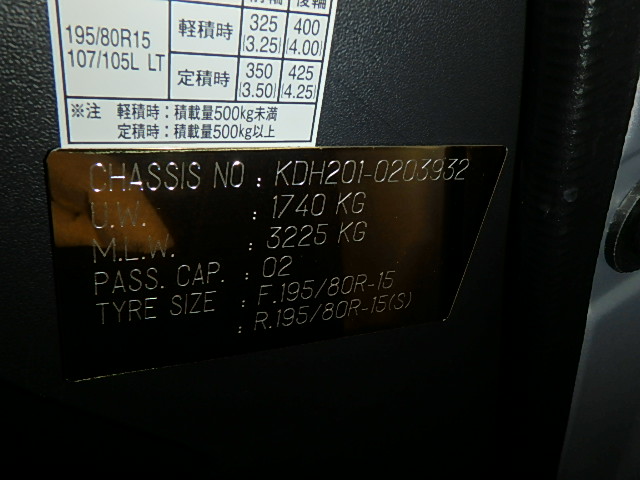 325 400
195/80R15 軽積時 (3.25) (4.00)
107/105L LT 定積時 350 425
(3.50) (4.25)
※注 軽積時：積載量500kg未満
定積時：積載量500kg以上
CHASSIS NO : KDH201-0203932
U.W. : 1740 KG
M.L.W. : 3225 KG
PASS. CAP. : 02
TYRE SIZE : F.195/80R-15
: R.195/80R-15(S)